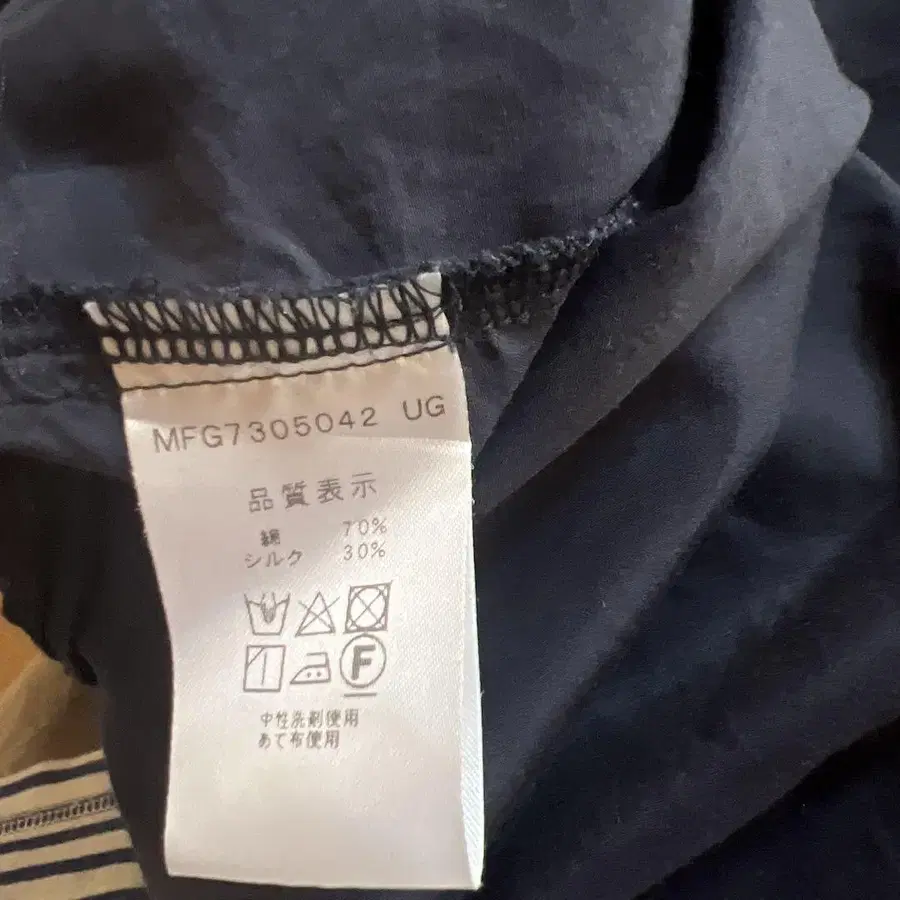 MFG7305042 UG
品質表示
綿 70%
シルク 30%
F
中性洗剤使用
あて布使用